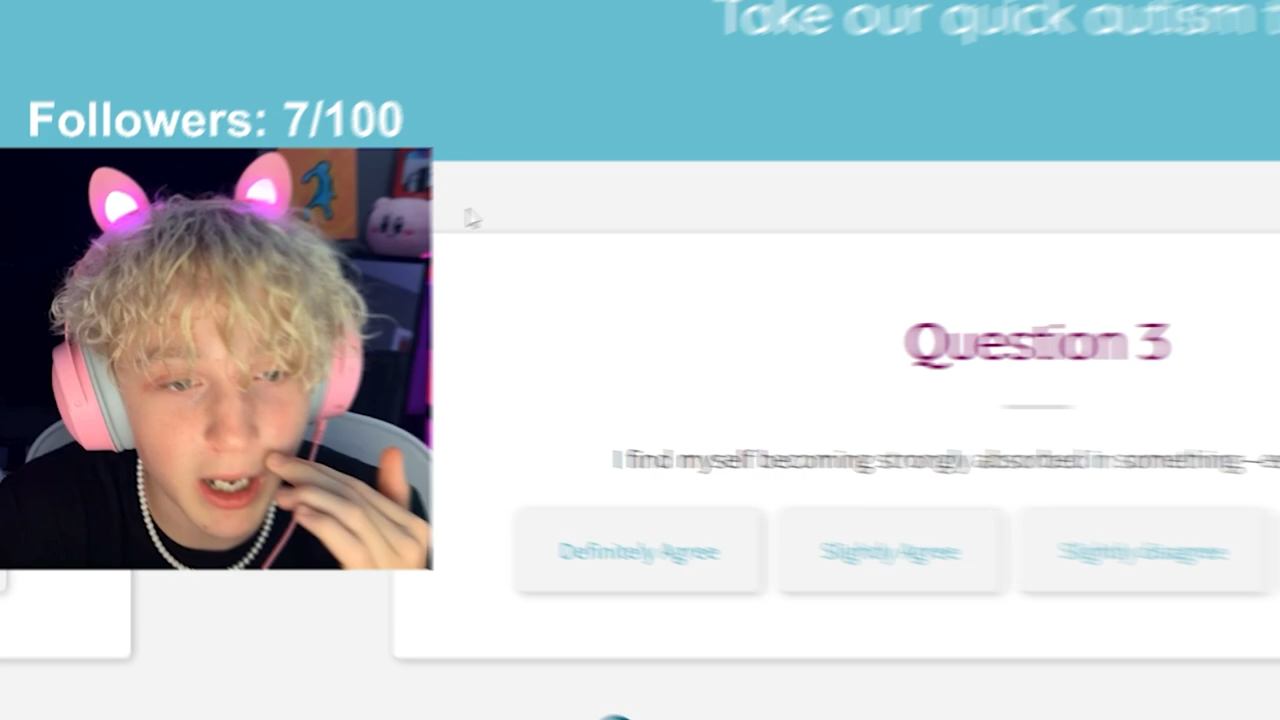 Take our quick autism
Followers: 7/100
Question 3
I find myself becoming strongly absorbed in something
Definitely Agree
Slightly Agree
Slightly disagree